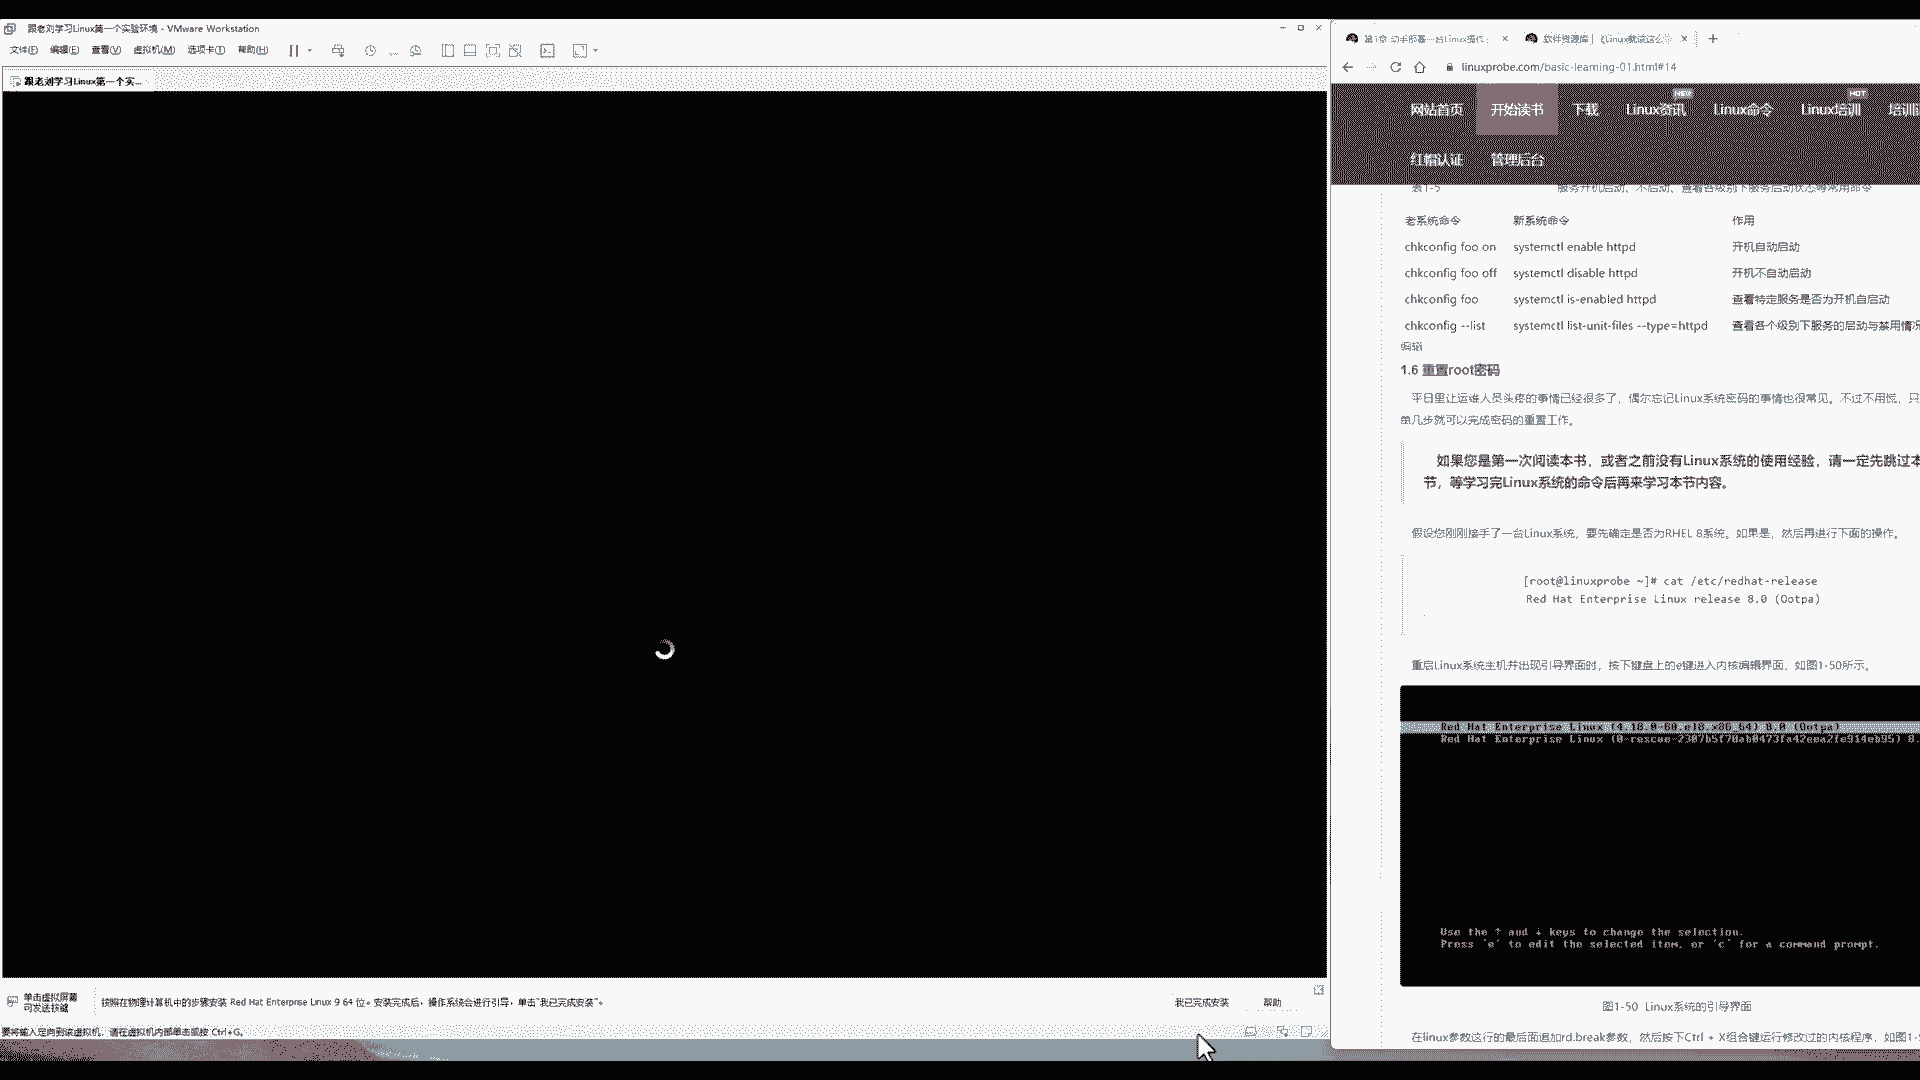 跟老刘学习Linux第一个实验环境 - VMware Workstation
文件(F) 编辑(E) 查看(V) 虚拟机(M) 选项卡(T) 帮助(H)
跟老刘学习Linux第一个实...
单击虚拟屏幕
可发送按键
按照在物理计算机中的步骤安装 Red Hat Enterprise Linux 9 64 位。安装完成后，操作系统会进行引导，单击“我已完成安装”。
我已完成安装
帮助
要将输入定向到该虚拟机，请在虚拟机内部单击或按 Ctrl+G。
第1章 动手部署一台Linux操作
软件资源库 | 《Linux就该这么
linuxprobe.com/basic-learning-01.html#14
网站首页 开始读书 下载 Linux资讯 NEW Linux命令 Linux培训 HOT 培训
红帽认证 管理后台
表1-5 服务开机启动、不启动、查看各级别下服务启动状态等常用命令
老系统命令 新系统命令 作用
chkconfig foo on systemctl enable httpd 开机自动启动
chkconfig foo off systemctl disable httpd 开机不自动启动
chkconfig foo systemctl is-enabled httpd 查看特定服务是否为开机自启动
chkconfig --list systemctl list-unit-files --type=httpd 查看各个级别下服务的启动与禁用情况
编辑
1.6 重置root密码
平日里让运维人员头疼的事情已经很多了，偶尔忘记Linux系统密码的事情也很常见。不过不用慌，只
单几步就可以完成密码的重置工作。
如果您是第一次阅读本书，或者之前没有Linux系统的使用经验，请一定先跳过本
节，等学习完Linux系统的命令后再来学习本节内容。
假设您刚刚接手了一台Linux系统，要先确定是否为RHEL 8系统。如果是，然后再进行下面的操作。
[root@linuxprobe ~]# cat /etc/redhat-release
Red Hat Enterprise Linux release 8.0 (Ootpa)
重启Linux系统主机并出现引导界面时，按下键盘上的e键进入内核编辑界面，如图1-50所示。
Red Hat Enterprise Linux (4.18.0-80.el8.x86_64) 8.0 (Ootpa)
Red Hat Enterprise Linux (0-rescue-2307b5f70ab0473fa42eea2fe914eb95) 8.
Use the ↑ and ↓ keys to change the selection.
Press 'e' to edit the selected item, or 'c' for a command prompt.
图1-50 Linux系统的引导界面
在linux参数这行的最后面追加rd.break参数，然后按下Ctrl + X组合键运行修改过的内核程序，如图1-